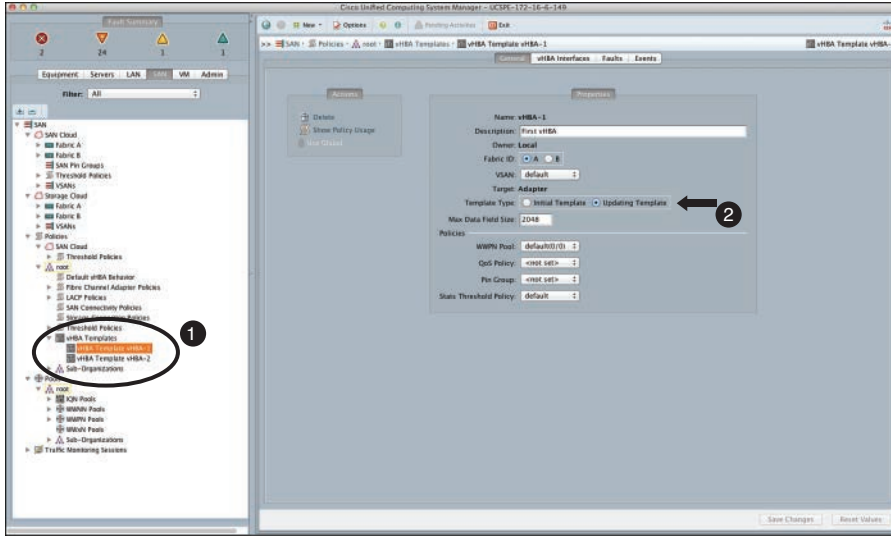 Cisco Unified Computing System Manager - UCSPE-172-16-6-149
Fault Summary
2 24 1 1
Equipment Servers LAN SAN VM Admin
Filter: All
SAN
SAN Cloud
Fabric A
Fabric B
SAN Pin Groups
Threshold Policies
VSANs
Storage Cloud
Fabric A
Fabric B
VSANs
Policies
SAN Cloud
Threshold Policies
root
Default vHBA Behavior
Fibre Channel Adapter Policies
LACP Policies
SAN Connectivity Policies
Storage Connection Policies
Threshold Policies
vHBA Templates
vHBA Template vHBA-1
vHBA Template vHBA-2
Sub-Organizations
Pools
root
IQN Pools
WWNN Pools
WWPN Pools
WWxN Pools
Sub-Organizations
Traffic Monitoring Sessions
1
New Options Pending Activities Exit
>> SAN Policies root vHBA Templates vHBA Template vHBA-1
vHBA Template vHBA-
General vHBA Interfaces Faults Events
Actions
Delete
Show Policy Usage
Use Global
Properties
Name: vHBA-1
Description: First vHBA
Owner: Local
Fabric ID: A B
VSAN: default
Target: Adapter
Template Type: Initial Template Updating Template
2
Max Data Field Size: 2048
Policies
WWPN Pool: default(0/0)
QoS Policy: <not set>
Pin Group: <not set>
Stats Threshold Policy: default
Save Changes Reset Values